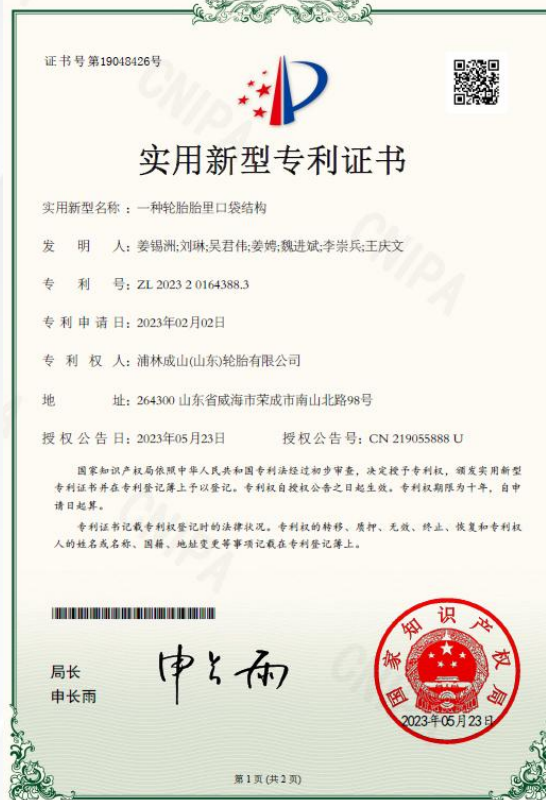 证书号第19048426号
实用新型专利证书
实用新型名称：一种轮胎胎里口袋结构
发明人：姜锡洲;刘琳;吴君伟;姜娉;魏进斌;李崇兵;王庆文
专利号：ZL 2023 2 0164388.3
专利申请日：2023年02月02日
专利权人：浦林成山(山东)轮胎有限公司
地址：264300 山东省威海市荣成市南山北路98号
授权公告日：2023年05月23日 授权公告号：CN 219055888 U
国家知识产权局依照中华人民共和国专利法经过初步审查，决定授予专利权，颁发实用新型
专利证书并在专利登记簿上予以登记。专利权自授权公告之日起生效。专利权期限为十年，自申
请日起算。
专利证书记载专利权登记时的法律状况。专利权的转移、质押、无效、终止、恢复和专利权
人的姓名或名称、国籍、地址变更等事项记载在专利登记簿上。
局长
申长雨
申长雨
国家知识产权局
2023年05月23日
第1页(共2页)
CNIPA
CNIPA
CNIPA
CNIPA